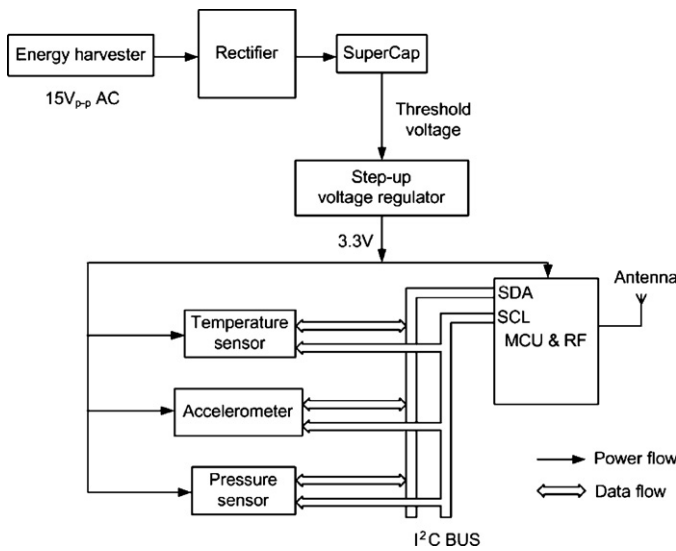 Energy harvester
Rectifier
SuperCap
15Vp-p AC
Threshold
voltage
Step-up
voltage regulator
3.3V
Antenna
SDA
SCL
MCU & RF
Temperature
sensor
Accelerometer
Pressure
sensor
Power flow
Data flow
I²C BUS